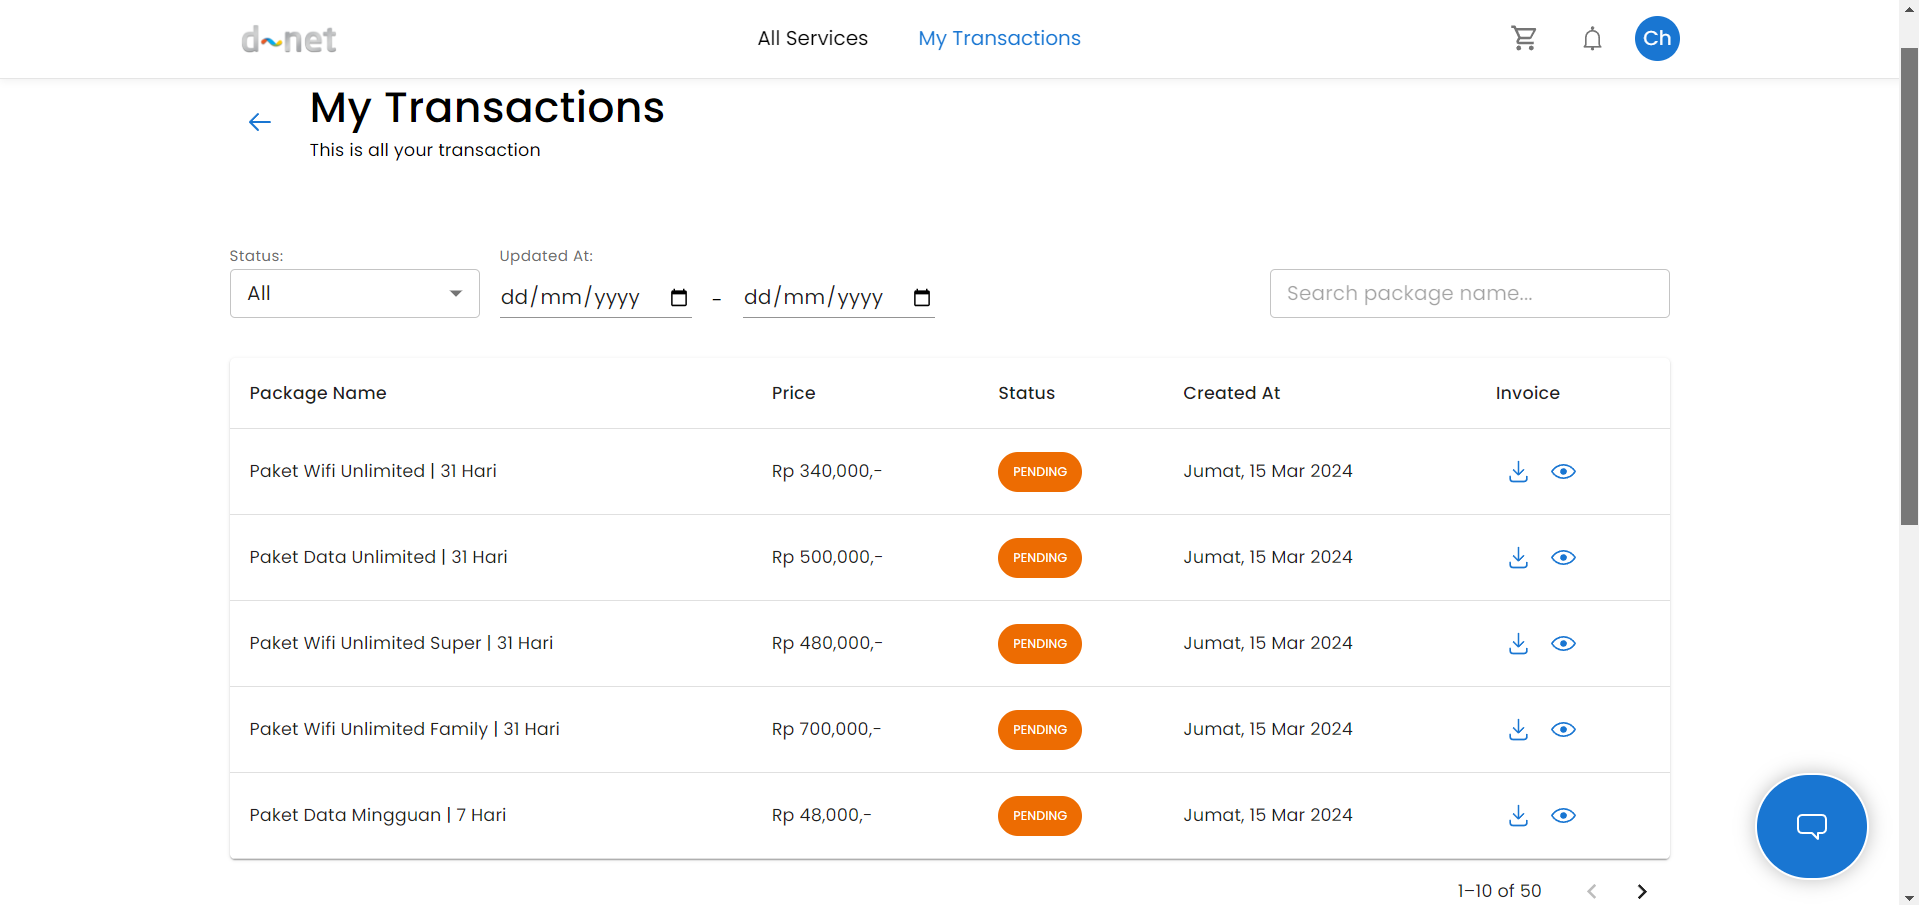 d~net
All Services
My Transactions
Ch
My Transactions
This is all your transaction
Status:
Updated At:
All
dd/mm/yyyy - dd/mm/yyyy
Search package name...
Package Name Price Status Created At Invoice
Paket Wifi Unlimited | 31 Hari Rp 340,000,- PENDING Jumat, 15 Mar 2024
Paket Data Unlimited | 31 Hari Rp 500,000,- PENDING Jumat, 15 Mar 2024
Paket Wifi Unlimited Super | 31 Hari Rp 480,000,- PENDING Jumat, 15 Mar 2024
Paket Wifi Unlimited Family | 31 Hari Rp 700,000,- PENDING Jumat, 15 Mar 2024
Paket Data Mingguan | 7 Hari Rp 48,000,- PENDING Jumat, 15 Mar 2024
1–10 of 50